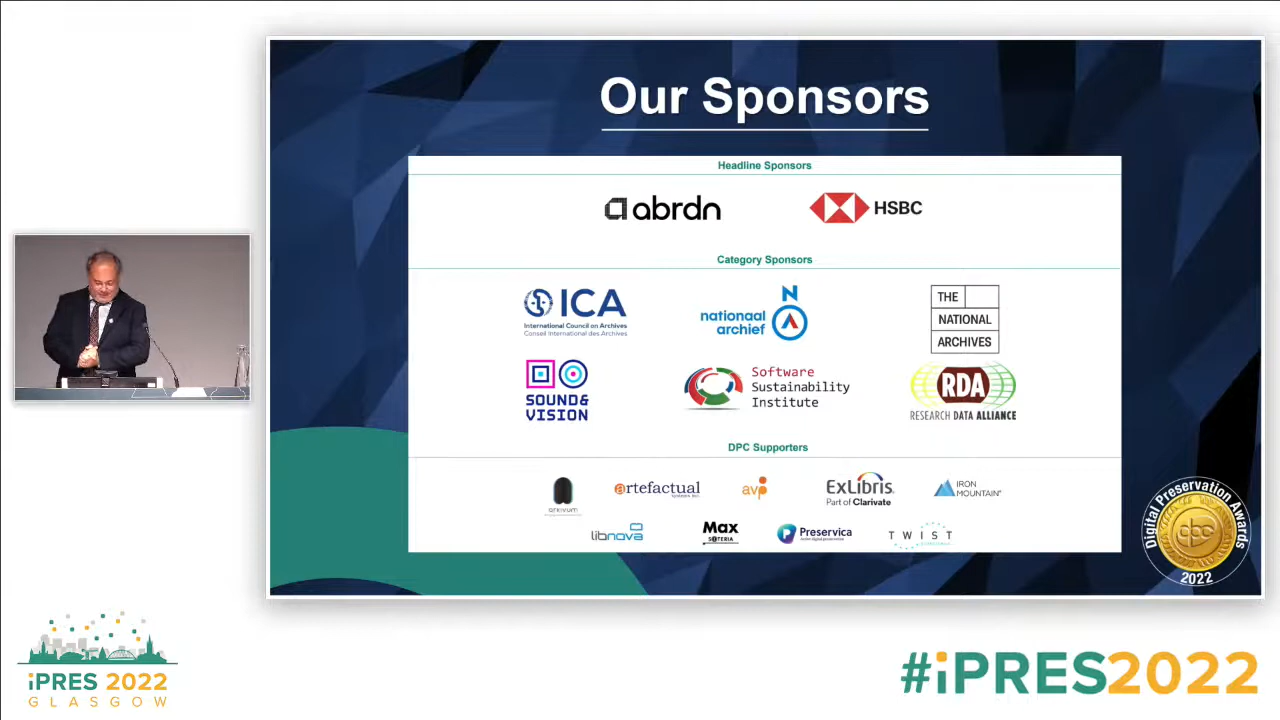 Our Sponsors
Headline Sponsors
abrdn
HSBC
Category Sponsors
ICA
International Council on Archives
Conseil International des Archives
nationaal
archief
THE
NATIONAL
ARCHIVES
SOUND&
VISION
Software
Sustainability
Institute
RDA
RESEARCH DATA ALLIANCE
DPC Supporters
arkivum
artefactual
avp
ExLibris
Part of Clarivate
IRON
MOUNTAIN®
libnova
Max
Preservica
TWIST
Digital Preservation Awards
dpc
2022
iPRES 2022
GLASGOW
#iPRES2022